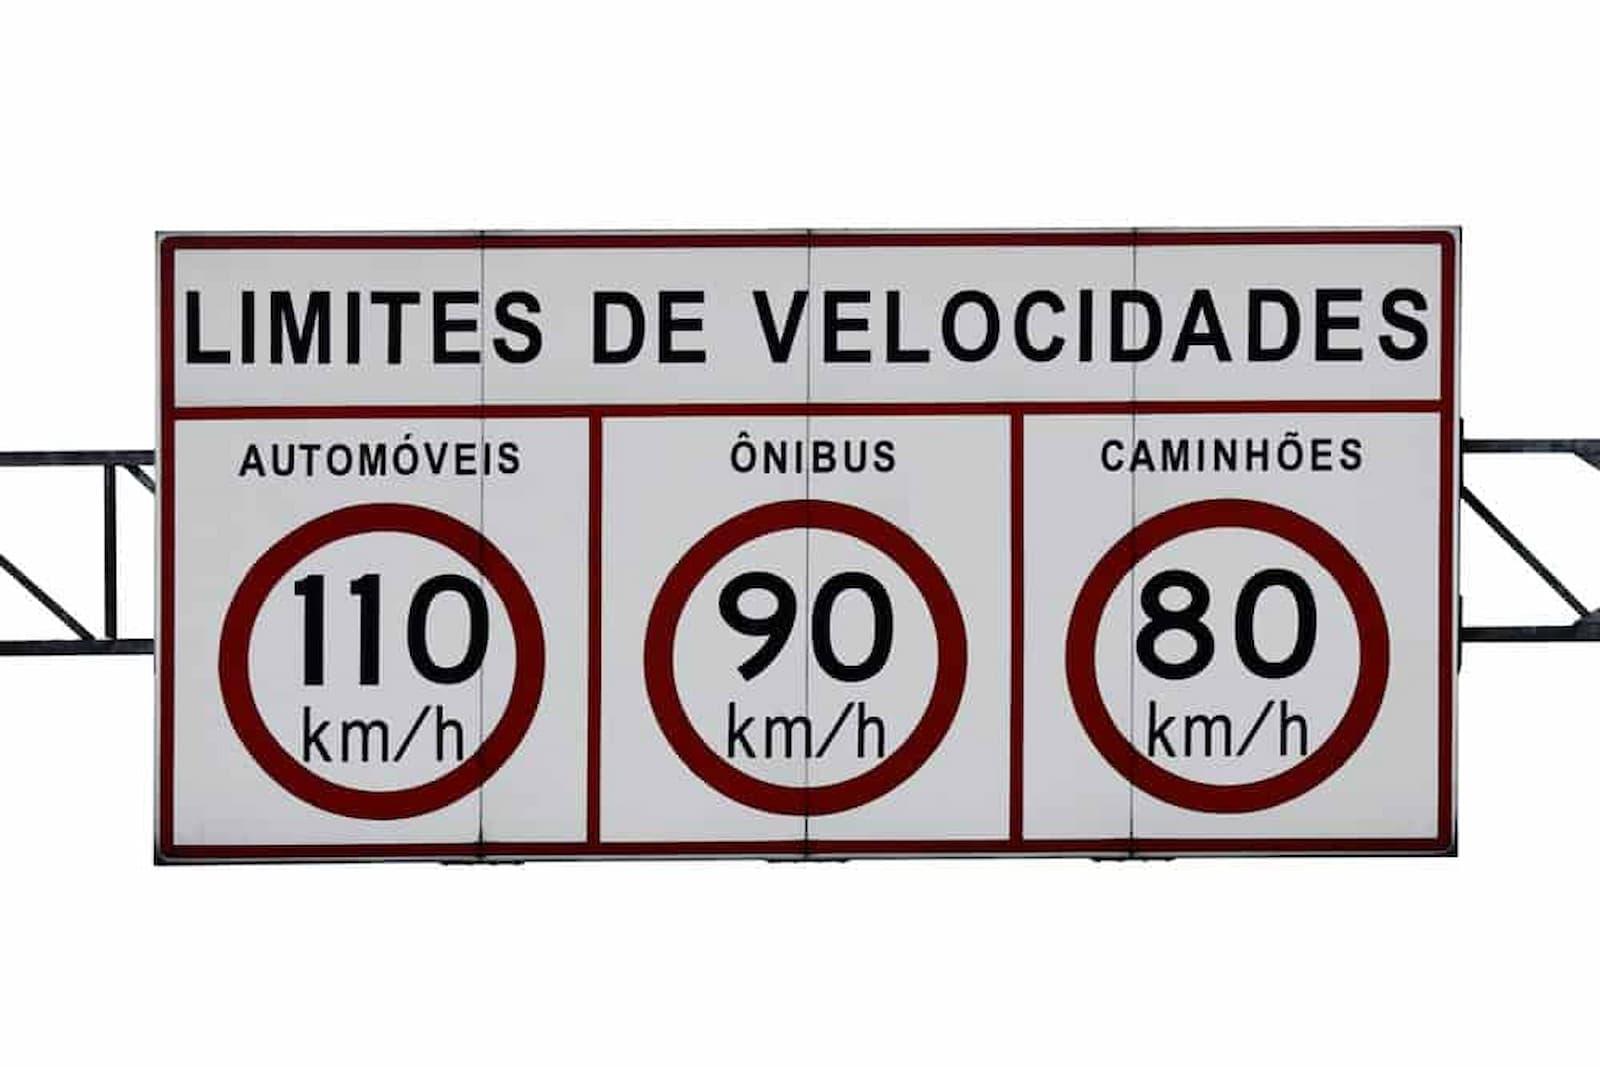 LIMITES DE VELOCIDADES
AUTOMÓVEIS
110
km/h
ÔNIBUS
90
km/h
CAMINHÕES
80
km/h